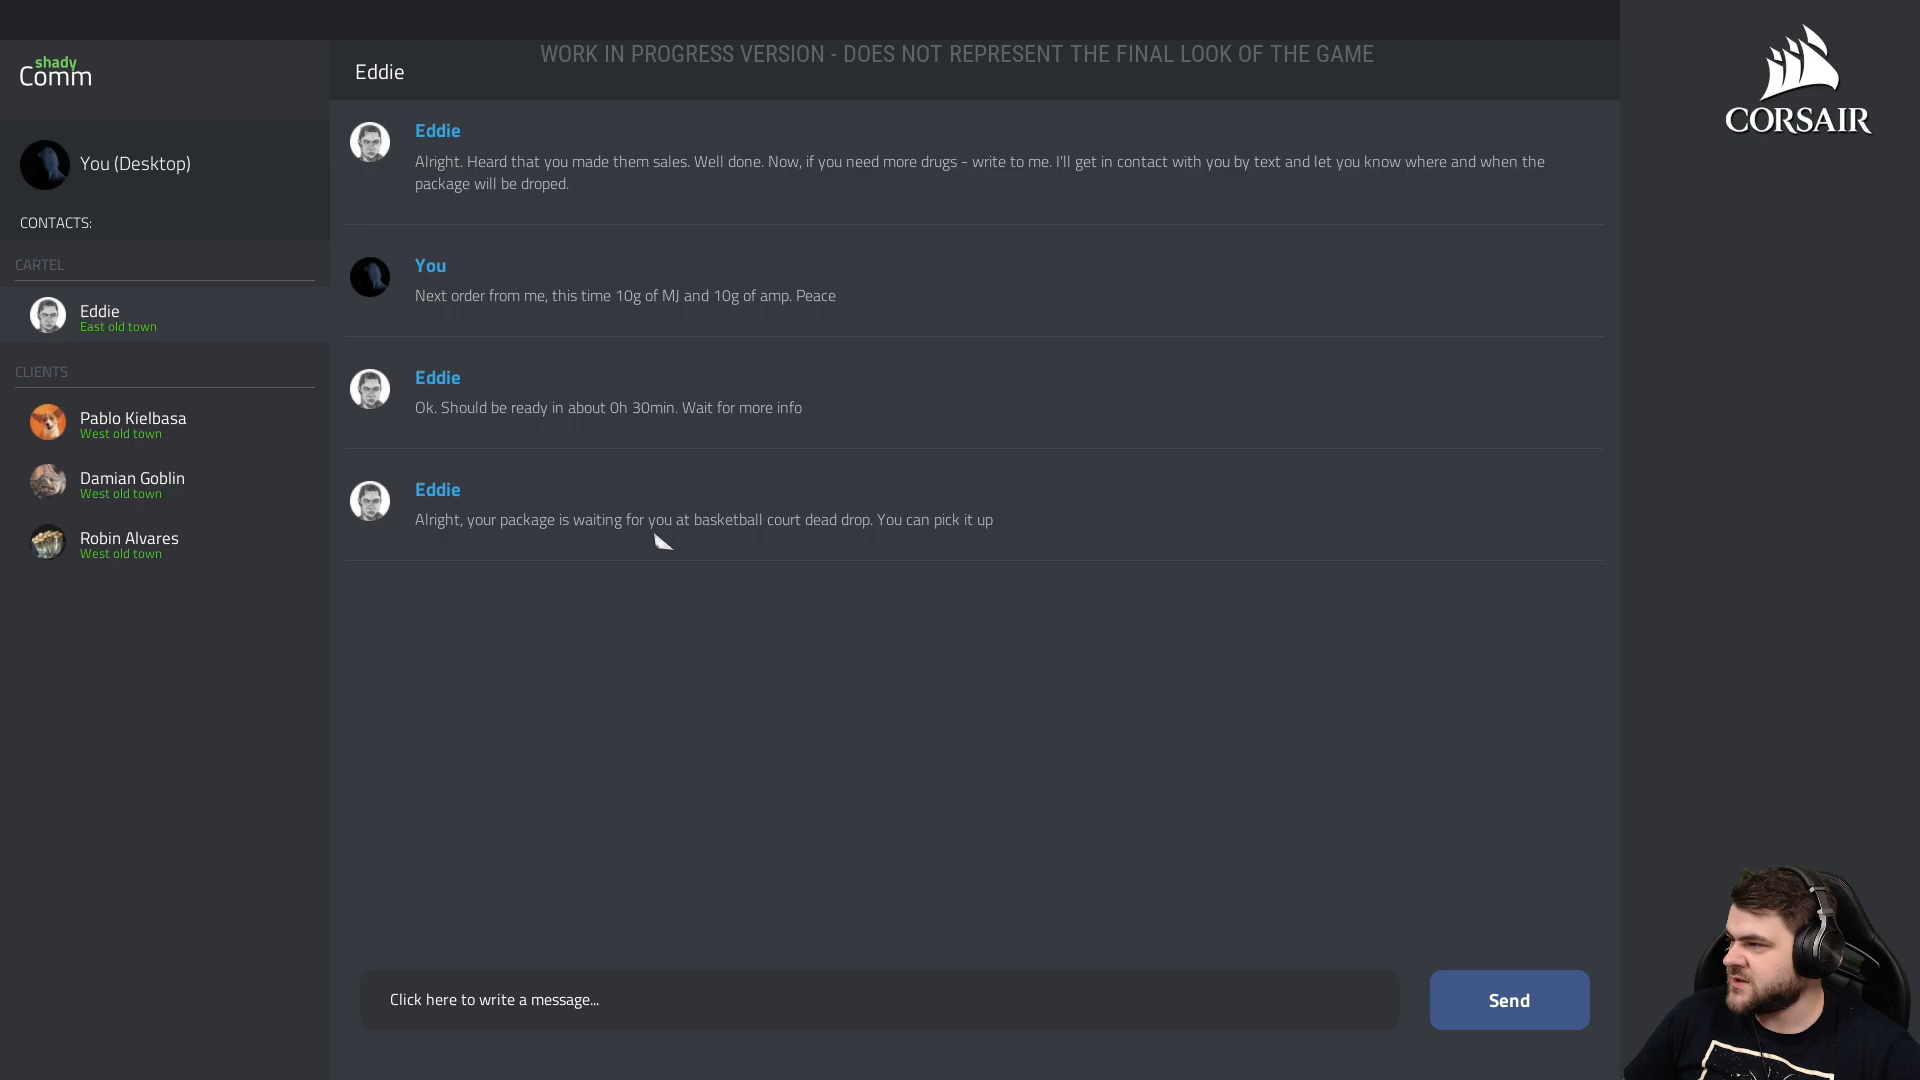 WORK IN PROGRESS VERSION - DOES NOT REPRESENT THE FINAL LOOK OF THE GAME
shady
Comm
Eddie
CORSAIR
You (Desktop)
CONTACTS:
CARTEL
Eddie
East old town
CLIENTS
Pablo Kielbasa
West old town
Damian Goblin
West old town
Robin Alvares
West old town
Eddie
Alright. Heard that you made them sales. Well done. Now, if you need more drugs - write to me. I'll get in contact with you by text and let you know where and when the
package will be droped.
You
Next order from me, this time 10g of MJ and 10g of amp. Peace
Eddie
Ok. Should be ready in about 0h 30min. Wait for more info
Eddie
Alright, your package is waiting for you at basketball court dead drop. You can pick it up
Click here to write a message...
Send